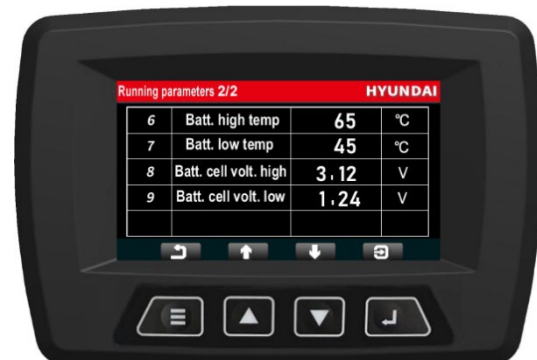 Running parameters 2/2 HYUNDAI
6 Batt. high temp 65 °C
7 Batt. low temp 45 °C
8 Batt. cell volt. high 3.12 V
9 Batt. cell volt. low 1.24 V